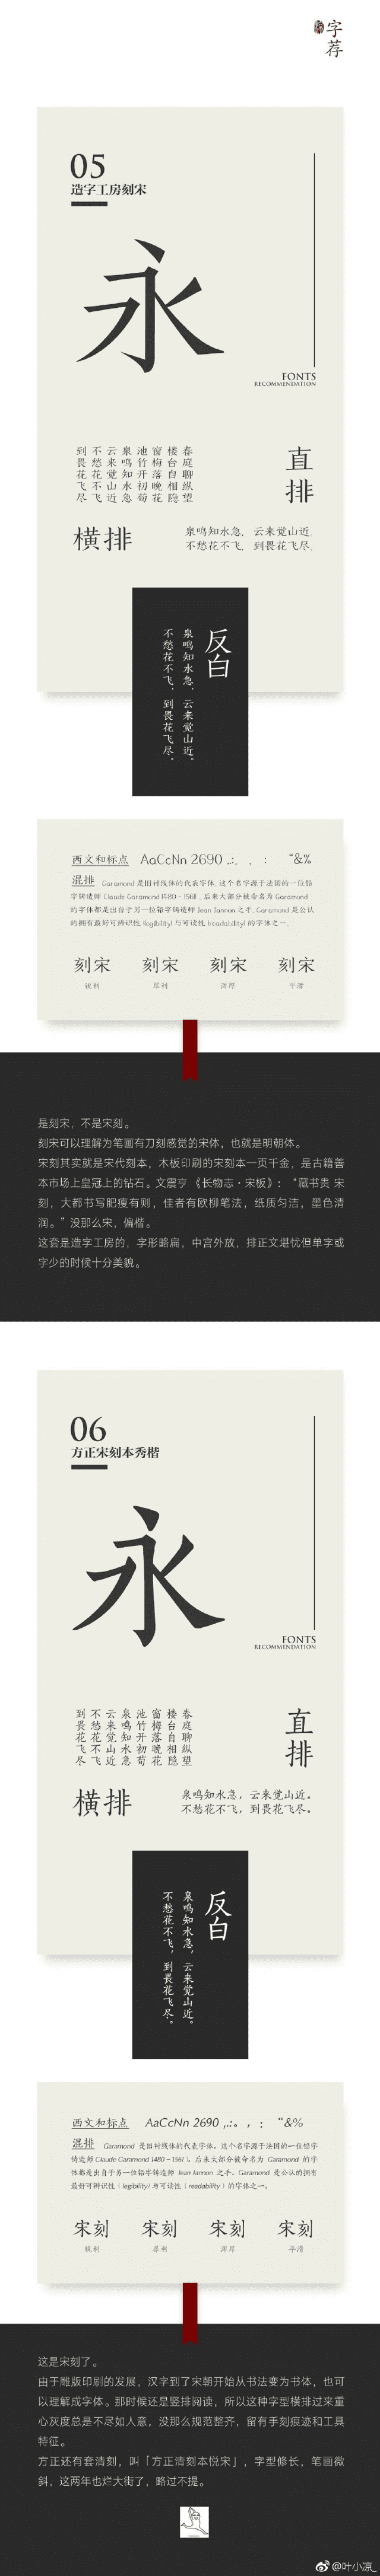 字
荐
05
造字工房刻宋
永
FONTS
RECOMMENDATION
直
排
春庭聊纵望
楼台自相隐
窗梅落晚花
池竹开初荀
泉鸣知水急
云来觉山近
不愁花不飞
到畏花飞尽
横排
泉鸣知水急，云来觉山近。
不愁花不飞，到畏花飞尽。
反白
泉鸣知水急，云来觉山近。
不愁花不飞，到畏花飞尽。
西文和标点 AaCcNn 2690 ,.:。，： “&%
混排 Garamond 是旧衬线体的代表字体，这个名字源于法国的一位铅
字铸造师 Claude Garamond (1480 - 1561)，后来大部分被命名为 Garamond
的字体都是出自于另一位铅字铸造师 Jean Jannon 之手。Garamond 是公认
的拥有最好可辨识性 (legibility) 与可读性 (readability) 的字体之一。
刻宋 刻宋 刻宋 刻宋
锐利 犀利 浑厚 平滑
是刻宋，不是宋刻。
刻宋可以理解为笔画有刀刻感觉的宋体，也就是明朝体。
宋刻其实就是宋代刻本，木板印刷的宋刻本一页千金，是古籍善
本市场上皇冠上的钻石。文震亨《长物志·宋板》：“藏书贵 宋
刻，大都书写肥瘦有则，佳者有欧柳笔法，纸质匀洁，墨色清
润。”没那么宋，偏楷。
这套是造字工房的，字形略扁，中宫外放，排正文堪忧但单字或
字少的时候十分美貌。
06
方正宋刻本秀楷
永
FONTS
RECOMMENDATION
直
排
春庭聊纵望
楼台自相隐
窗梅落晚花
池竹开初荀
泉鸣知水急
云来觉山近
不愁花不飞
到畏花飞尽
横排
泉鸣知水急，云来觉山近。
不愁花不飞，到畏花飞尽。
反白
泉鸣知水急，云来觉山近。
不愁花不飞，到畏花飞尽。
西文和标点 AaCcNn 2690 ,.:。，： “&%
混排 Garamond 是旧衬线体的代表字体，这个名字源于法国的一位铅字
铸造师 Claude Garamond (1480 - 1561)，后来大部分被命名为 Garamond 的字
体都是出自于另一位铅字铸造师 Jean Jannon 之手。Garamond 是公认的拥有
最好可辨识性（legibility）与可读性（readability）的字体之一。
宋刻 宋刻 宋刻 宋刻
锐利 犀利 浑厚 平滑
这是宋刻了。
由于雕版印刷的发展，汉字到了宋朝开始从书法变为书体，也可
以理解成字体。那时候还是竖排阅读，所以这种字型横排过来重
心灰度总是不尽如人意，没那么规范整齐，留有手刻痕迹和工具
特征。
方正还有套清刻，叫「方正清刻本悦宋」，字型修长，笔画微
斜，这两年也烂大街了，略过不提。
@叶小凉_